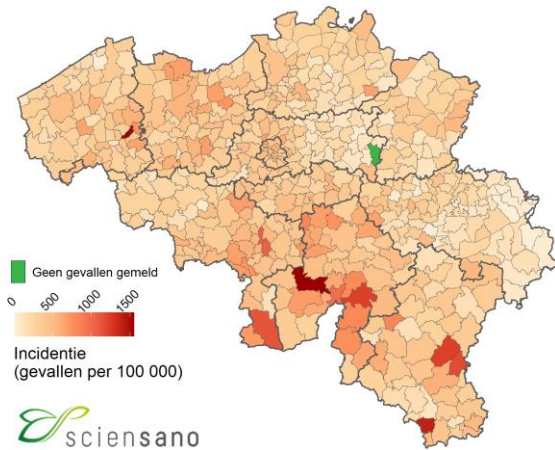 Geen gevallen gemeld
0 500 1000 1500
Incidentie
(gevallen per 100 000)
sciensano